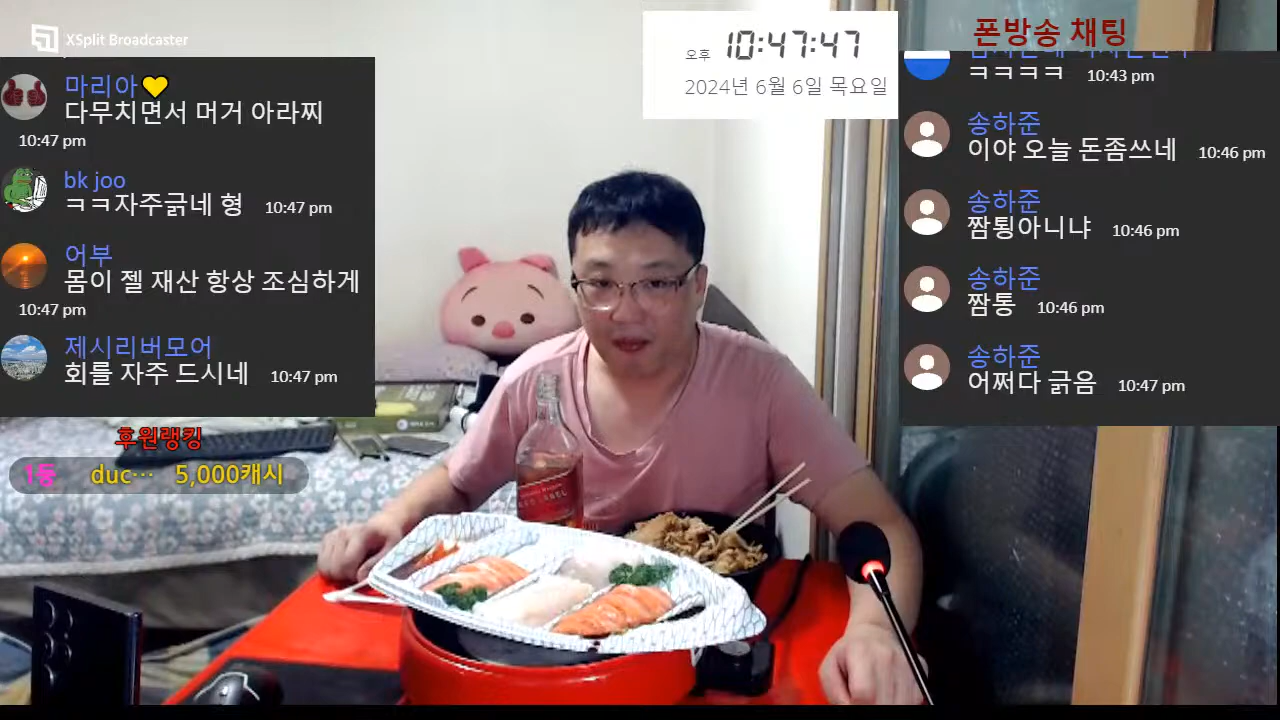 XSplit Broadcaster
마리아💛
다무치면서 머거 아라찌
10:47 pm
bk joo
ㅋㅋ자주긁네 형 10:47 pm
어부
몸이 젤 재산 항상 조심하게
10:47 pm
제시리버모어
회를 자주 드시네 10:47 pm
후원랭킹
1등 duc… 5,000캐시
오후 10:47:47
2024년 6월 6일 목요일
폰방송 채팅
ㅋㅋㅋㅋ 10:43 pm
송하준
이야 오늘 돈좀쓰네 10:46 pm
송하준
짬툉아니냐 10:46 pm
송하준
짬통 10:46 pm
송하준
어쩌다 긁음 10:47 pm
RED LABEL